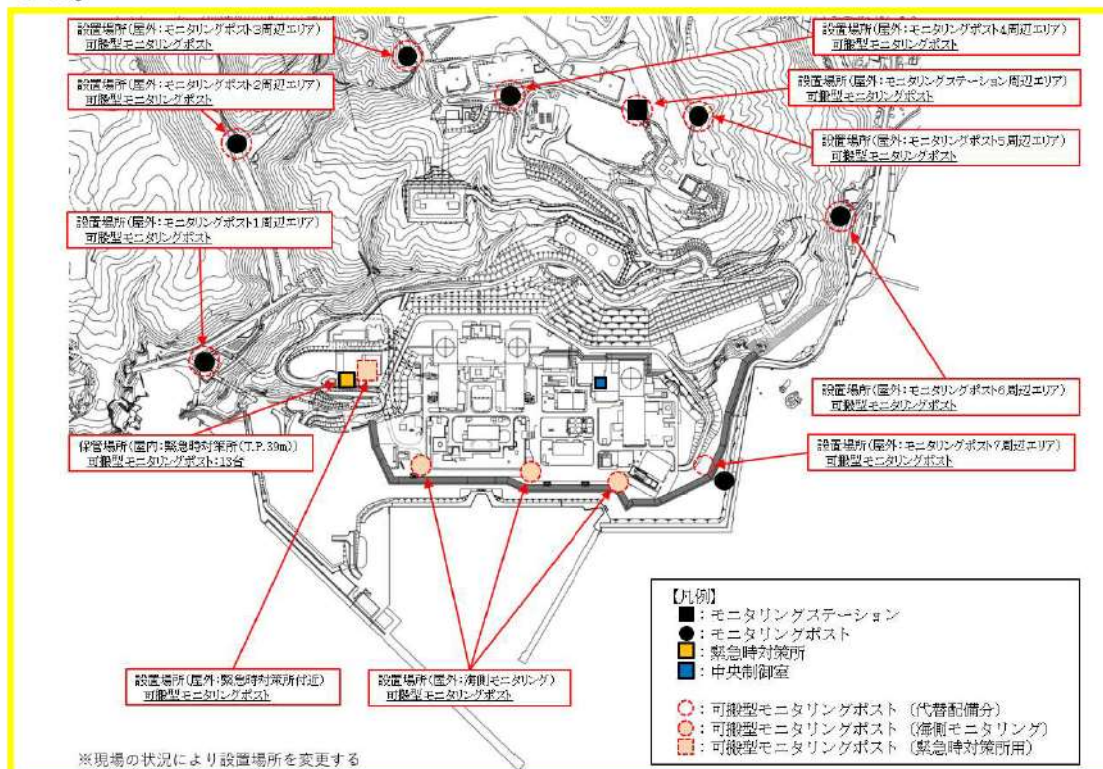 設置場所(屋外:モニタリングポスト3周辺エリア)
可搬型モニタリングポスト
設置場所(屋外:モニタリングポスト4周辺エリア)
可搬型モニタリングポスト
設置場所(屋外:モニタリングポスト2周辺エリア)
可搬型モニタリングポスト
設置場所(屋外:モニタリングステーション周辺エリア)
可搬型モニタリングポスト
設置場所(屋外:モニタリングポスト5周辺エリア)
可搬型モニタリングポスト
設置場所(屋外:モニタリングポスト1周辺エリア)
可搬型モニタリングポスト
設置場所(屋外:モニタリングポスト6周辺エリア)
可搬型モニタリングポスト
保管場所(屋内:緊急時対策所(T.P.39m))
可搬型モニタリングポスト:13台
設置場所(屋外:モニタリングポスト7周辺エリア)
可搬型モニタリングポスト
設置場所(屋外:緊急時対策所付近)
可搬型モニタリングポスト
設置場所(屋外:海側モニタリング)
可搬型モニタリングポスト
【凡例】
■:モニタリングステーション
●:モニタリングポスト
:緊急時対策所
:中央制御室
:可搬型モニタリングポスト(代替配備分)
:可搬型モニタリングポスト(海側モニタリング)
:可搬型モニタリングポスト(緊急時対策所用)
※現場の状況により設置場所を変更する